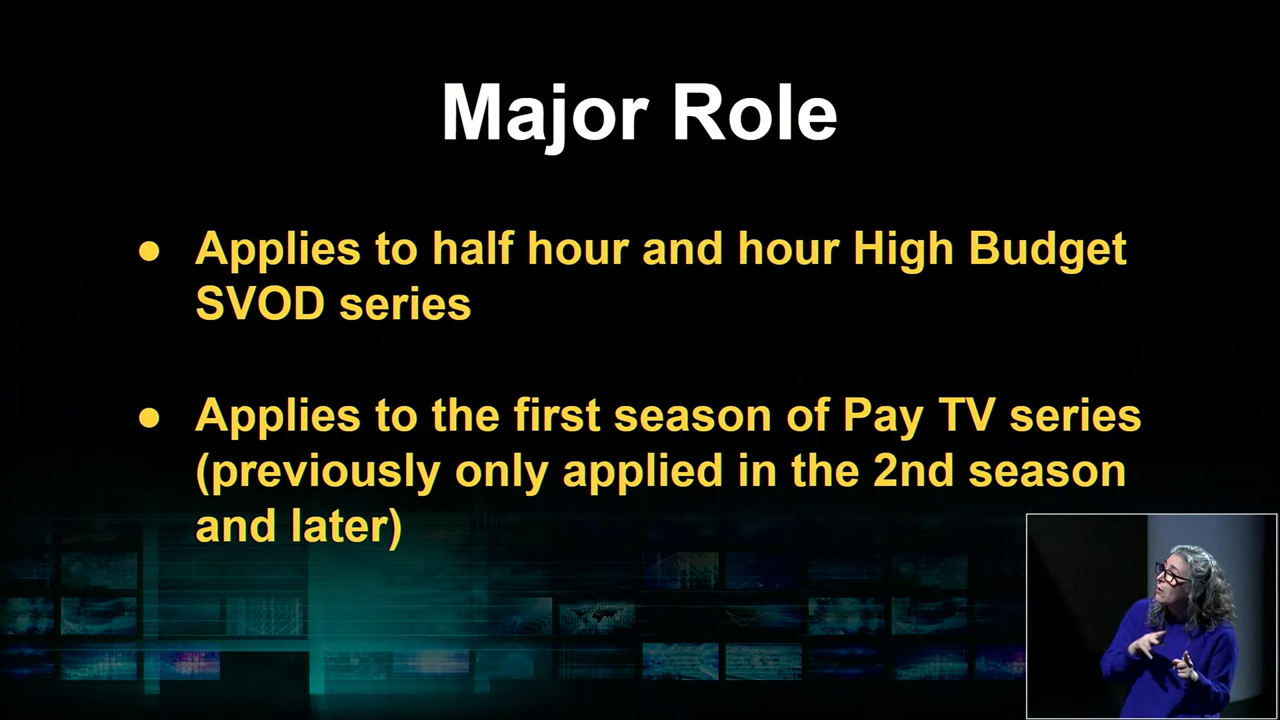 Major Role
● Applies to half hour and hour High Budget
SVOD series
● Applies to the first season of Pay TV series
(previously only applied in the 2nd season
and later)